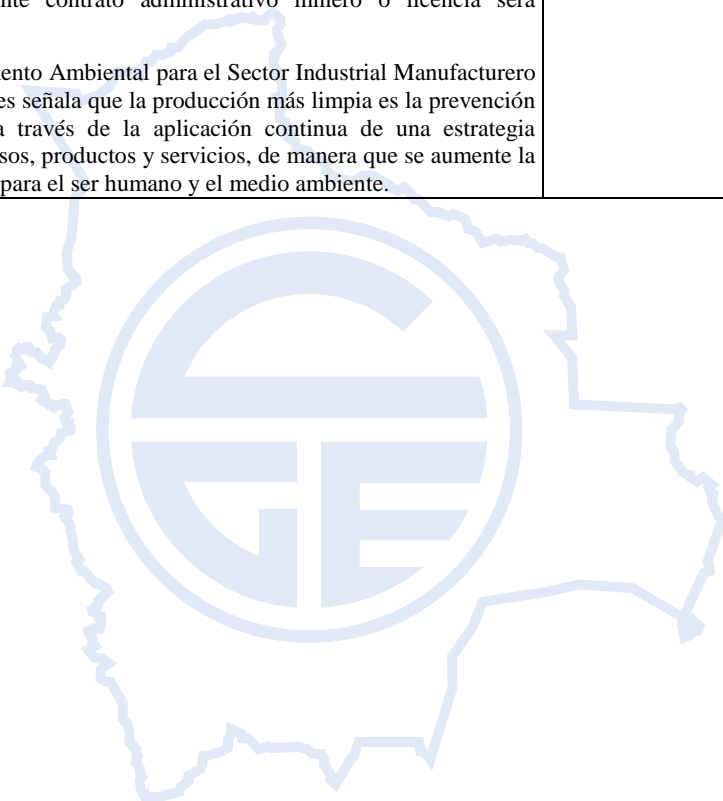 nte contrato administrativo minero o licencia será
ento Ambiental para el Sector Industrial Manufacturero
es señala que la producción más limpia es la prevención
a través de la aplicación continua de una estrategia
sos, productos y servicios, de manera que se aumente la
para el ser humano y el medio ambiente.
CGE